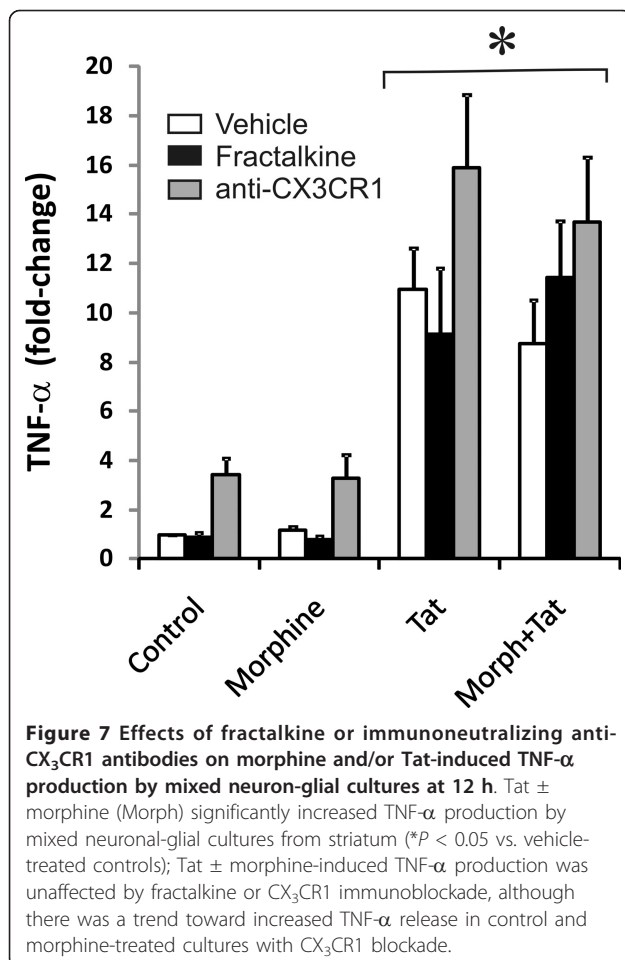 *
20
18
16
14
12
10
8
6
4
2
0
TNF-α (fold-change)
Vehicle
Fractalkine
anti-CX3CR1
Control
Morphine
Tat
Morph+Tat
Figure 7 Effects of fractalkine or immunoneutralizing anti-
CX₃CR1 antibodies on morphine and/or Tat-induced TNF-α
production by mixed neuron-glial cultures at 12 h. Tat ±
morphine (Morph) significantly increased TNF-α production by
mixed neuronal-glial cultures from striatum (*P < 0.05 vs. vehicle-
treated controls); Tat ± morphine-induced TNF-α production was
unaffected by fractalkine or CX₃CR1 immunoblockade, although
there was a trend toward increased TNF-α release in control and
morphine-treated cultures with CX₃CR1 blockade.